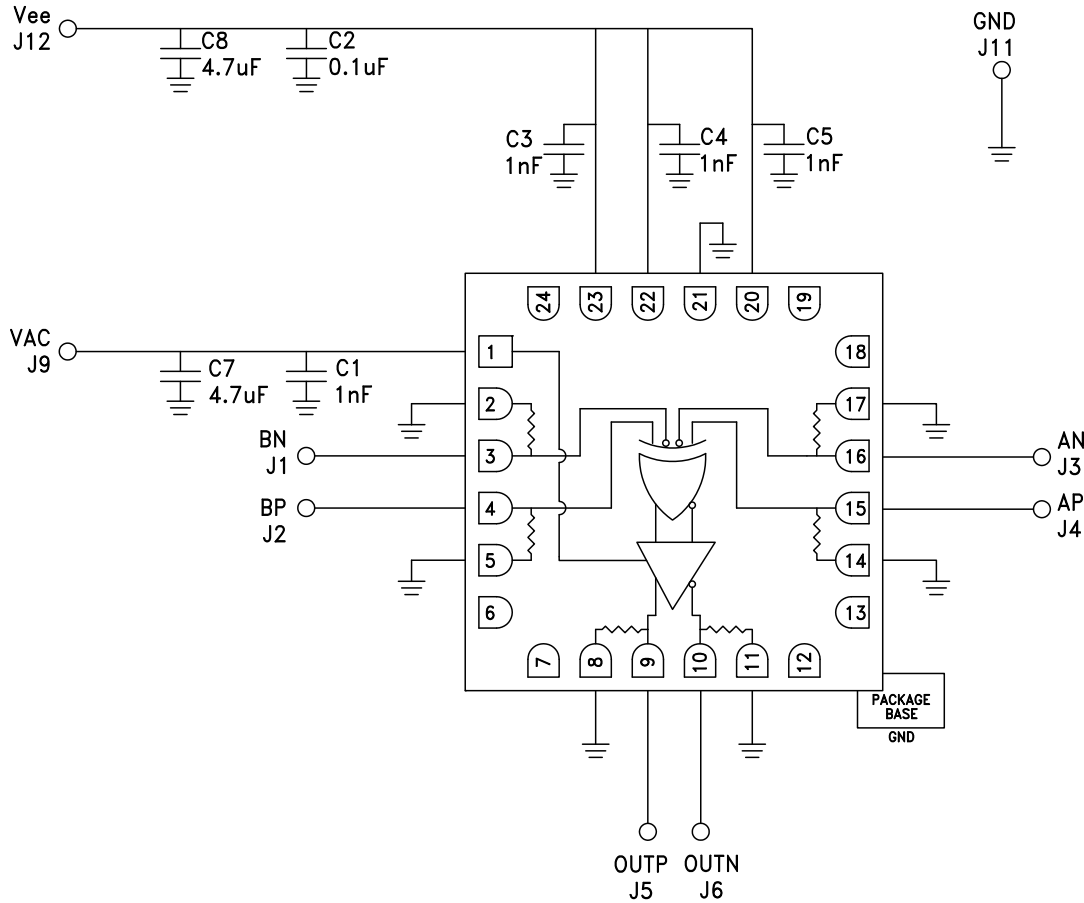 Vee
J12
C8
4.7uF
C2
0.1uF
GND
J11
C3
1nF
C4
1nF
C5
1nF
24
23
22
21
20
19
VAC
J9
C7
4.7uF
C1
1nF
1
2
3
4
5
6
18
17
16
15
14
13
BN
J1
BP
J2
AN
J3
AP
J4
7
8
9
10
11
12
PACKAGE
BASE
GND
OUTP
J5
OUTN
J6